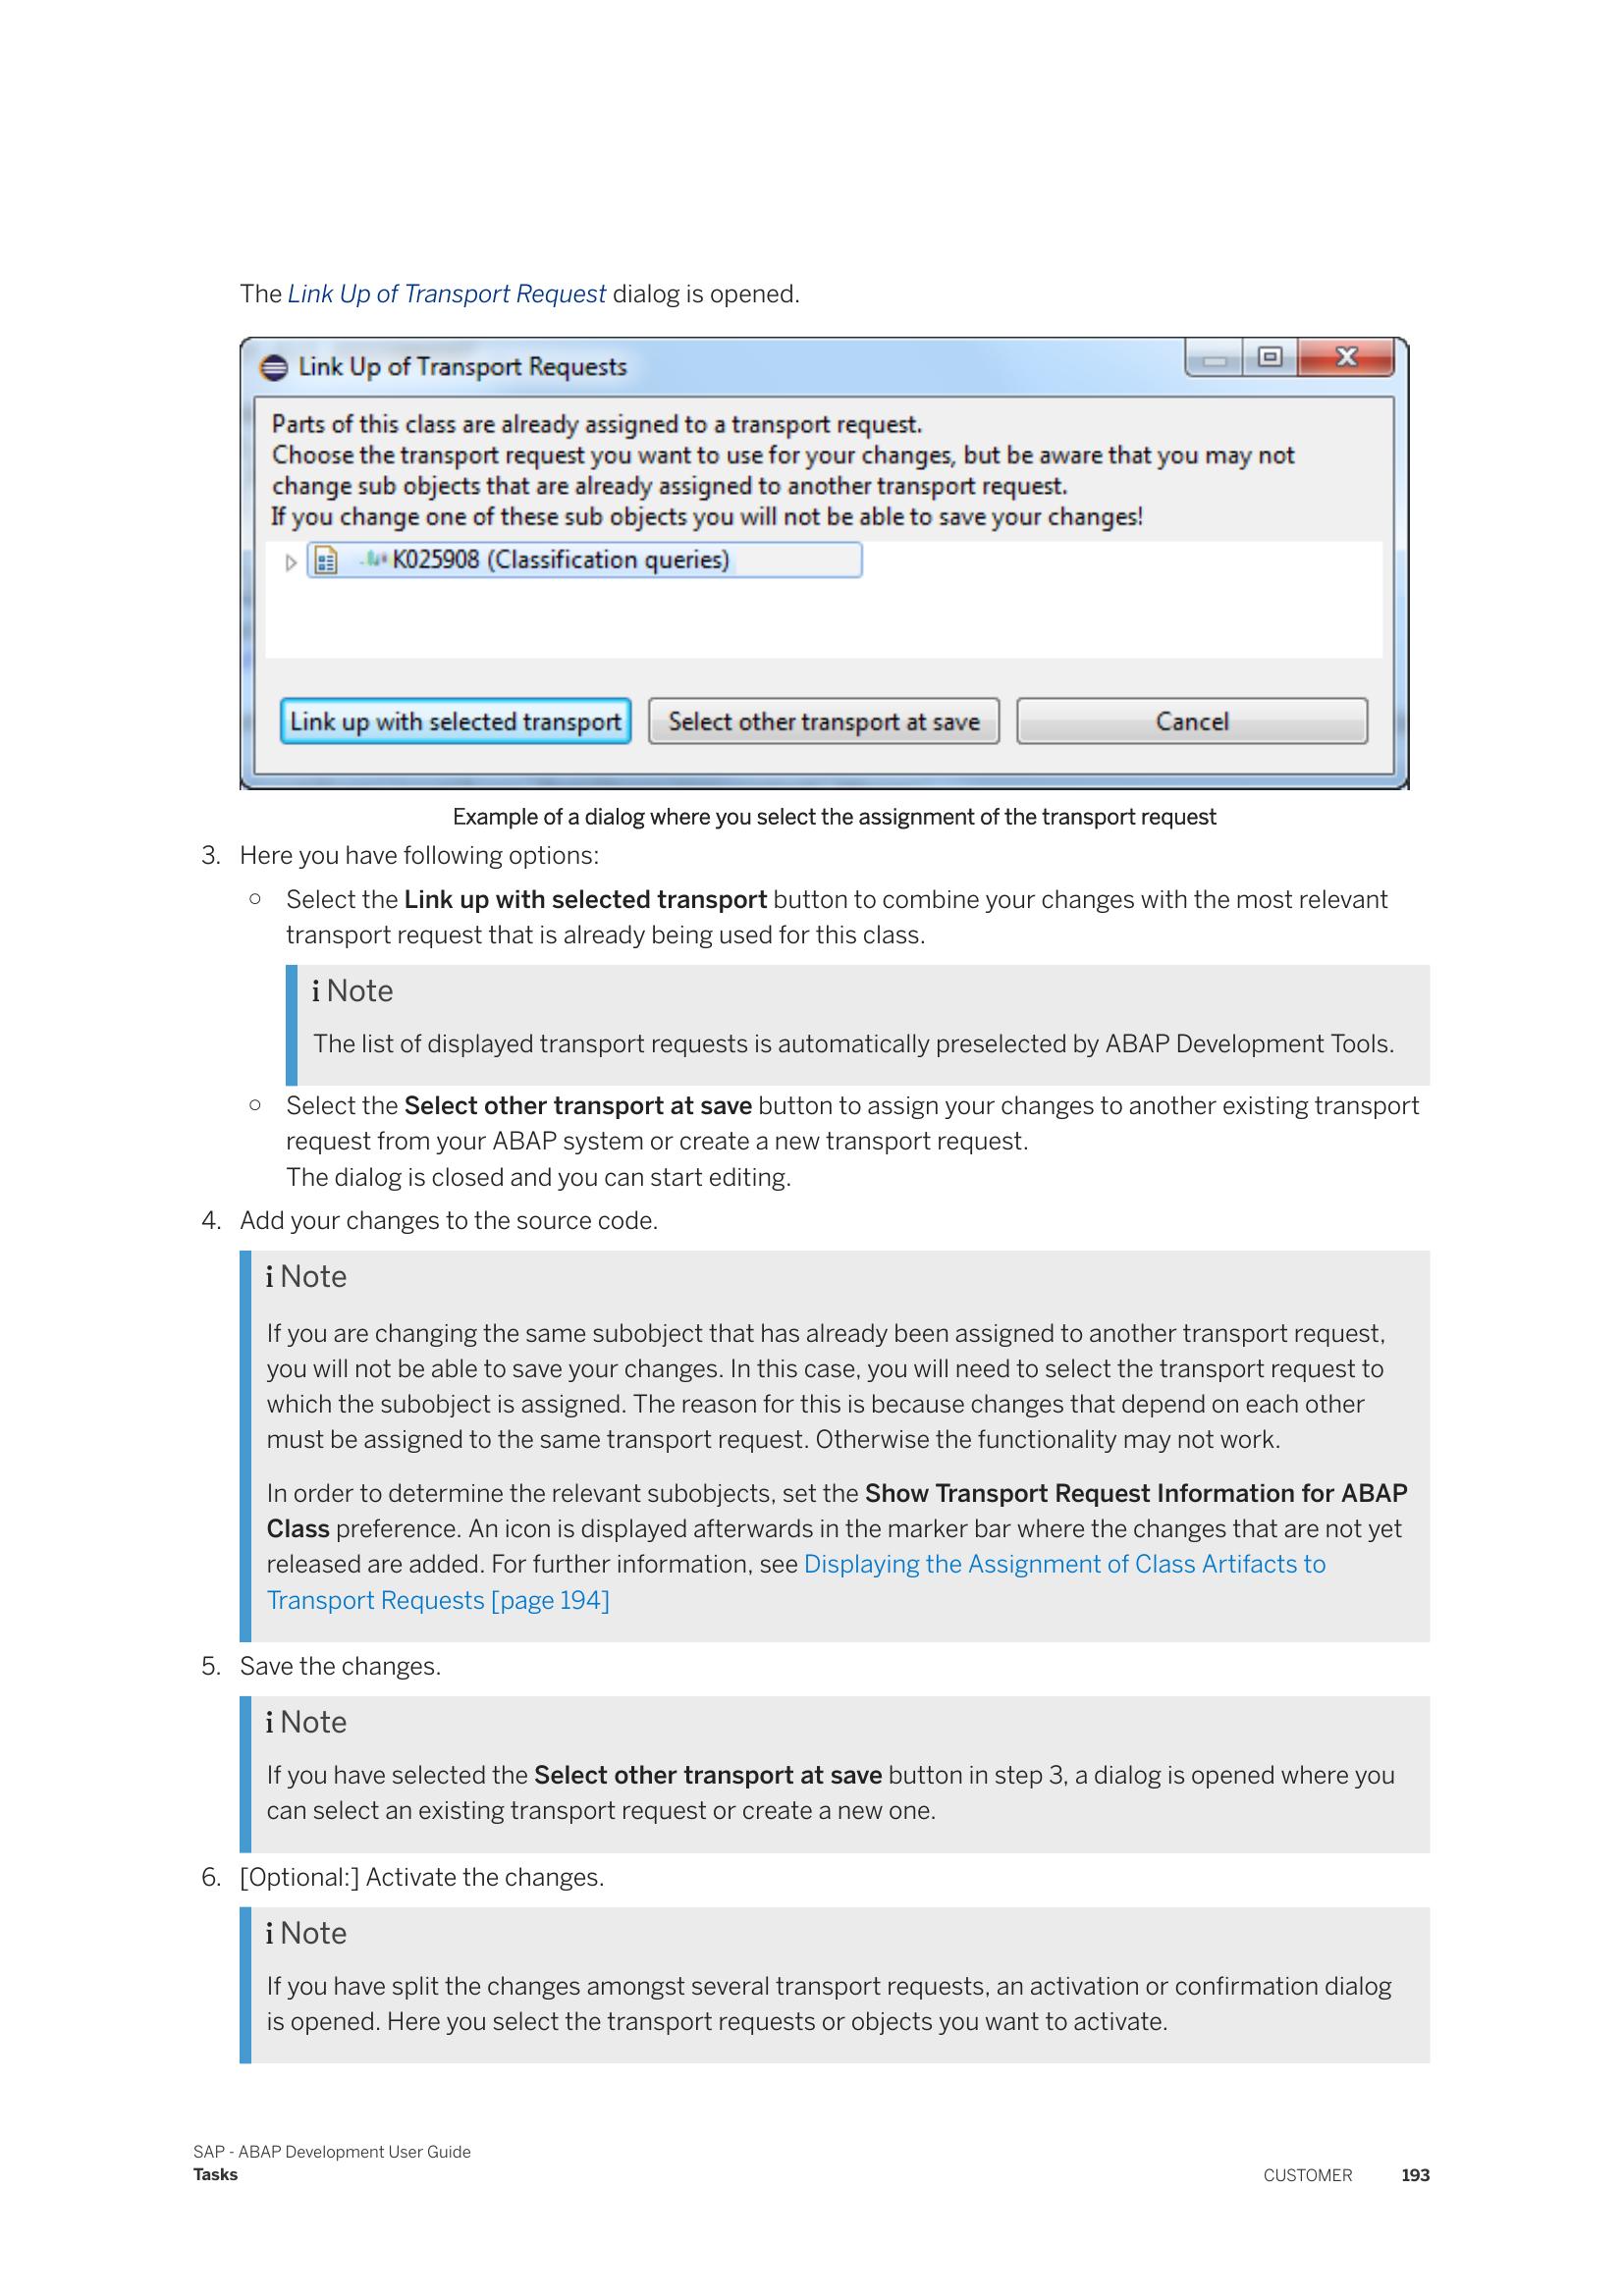 The Link Up of Transport Request dialog is opened.
Link Up of Transport Requests
Parts of this class are already assigned to a transport request.
Choose the transport request you want to use for your changes, but be aware that you may not
change sub objects that are already assigned to another transport request.
If you change one of these sub objects you will not be able to save your changes!
K025908 (Classification queries)
Link up with selected transport Select other transport at save Cancel
Example of a dialog where you select the assignment of the transport request
3. Here you have following options:
○ Select the Link up with selected transport button to combine your changes with the most relevant
transport request that is already being used for this class.
i Note
The list of displayed transport requests is automatically preselected by ABAP Development Tools.
○ Select the Select other transport at save button to assign your changes to another existing transport
request from your ABAP system or create a new transport request.
The dialog is closed and you can start editing.
4. Add your changes to the source code.
i Note
If you are changing the same subobject that has already been assigned to another transport request,
you will not be able to save your changes. In this case, you will need to select the transport request to
which the subobject is assigned. The reason for this is because changes that depend on each other
must be assigned to the same transport request. Otherwise the functionality may not work.
In order to determine the relevant subobjects, set the Show Transport Request Information for ABAP
Class preference. An icon is displayed afterwards in the marker bar where the changes that are not yet
released are added. For further information, see Displaying the Assignment of Class Artifacts to
Transport Requests [page 194]
5. Save the changes.
i Note
If you have selected the Select other transport at save button in step 3, a dialog is opened where you
can select an existing transport request or create a new one.
6. [Optional:] Activate the changes.
i Note
If you have split the changes amongst several transport requests, an activation or confirmation dialog
is opened. Here you select the transport requests or objects you want to activate.
SAP - ABAP Development User Guide
Tasks CUSTOMER 193